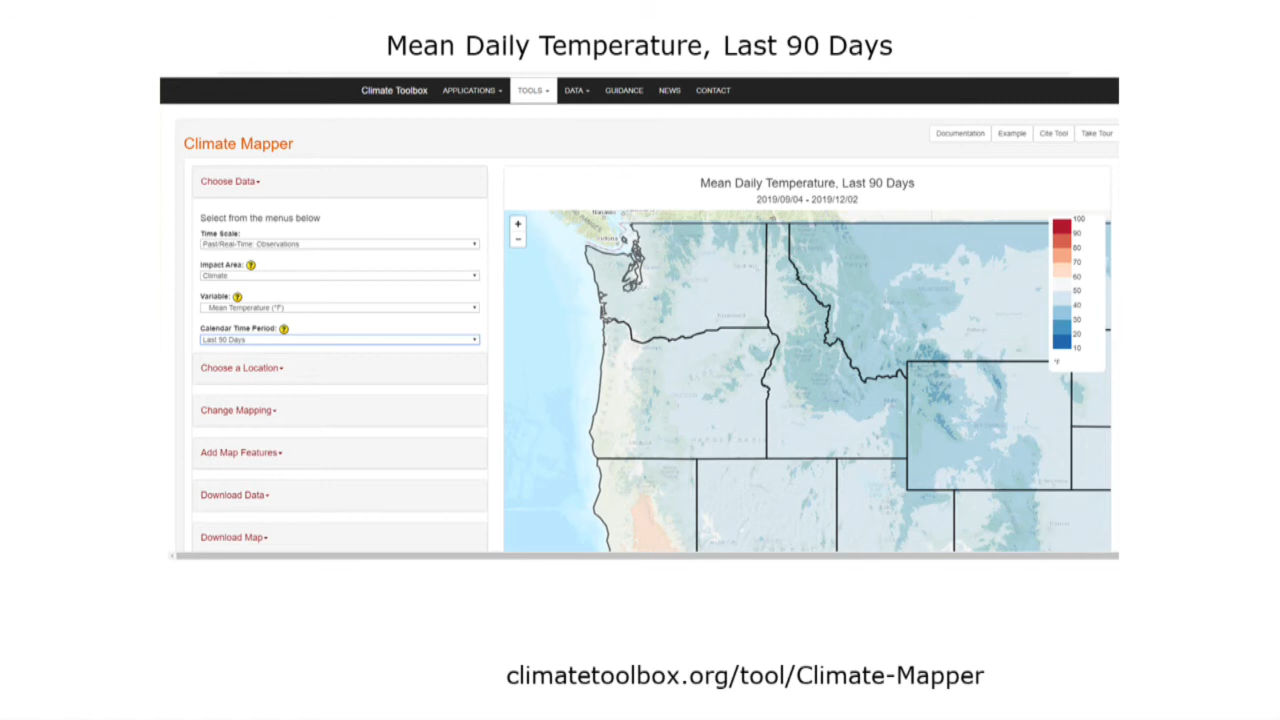 Mean Daily Temperature, Last 90 Days
Climate Toolbox APPLICATIONS TOOLS DATA GUIDANCE NEWS CONTACT
Climate Mapper
Documentation Example Cite Tool Take Tour
Choose Data
Select from the menus below
Time Scale:
Past/Real-Time: Observations
Impact Area: ?
Climate
Variable: ?
Mean Temperature (°F)
Calendar Time Period: ?
Last 90 Days
Choose a Location
Change Mapping
Add Map Features
Download Data
Download Map
Mean Daily Temperature, Last 90 Days
2019/09/04 - 2019/12/02
+
−
100
90
80
70
60
50
40
30
20
10
°F
climatetoolbox.org/tool/Climate-Mapper